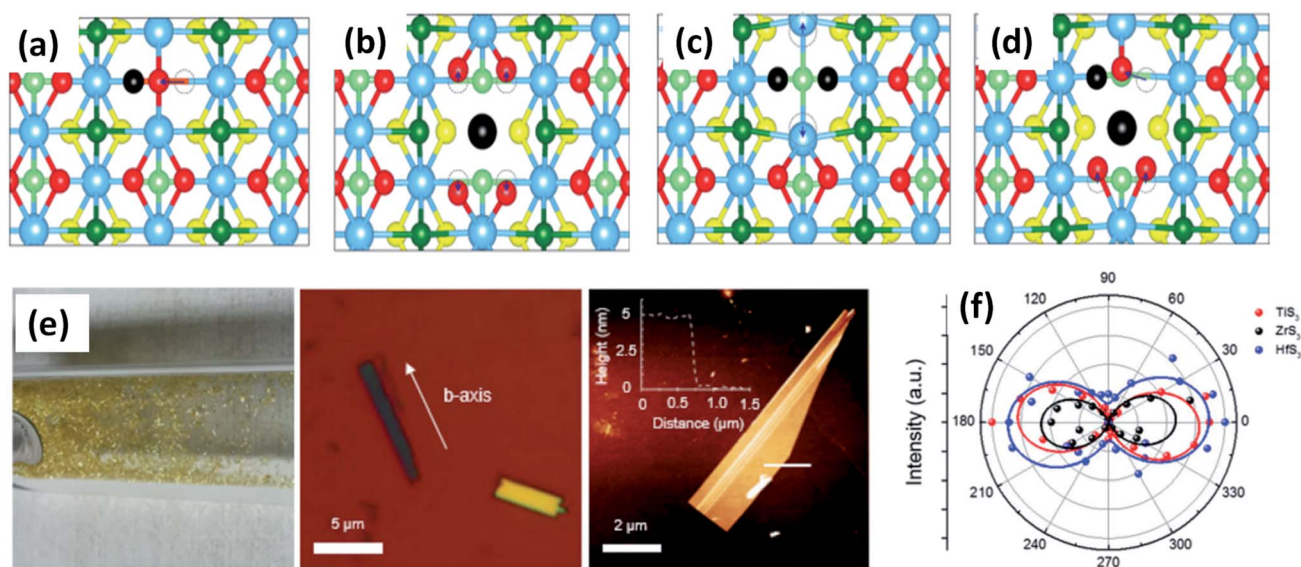 (a)
(b)
(c)
(d)
(e)
b-axis
5 µm
Height (nm)
5
2.5
0
0 0.5 1.0 1.5
Distance (µm)
2 µm
(f)
Intensity (a.u.)
90
120 60
150 30
180 0
210 330
240 300
270
TiS₃
ZrS₃
HfS₃